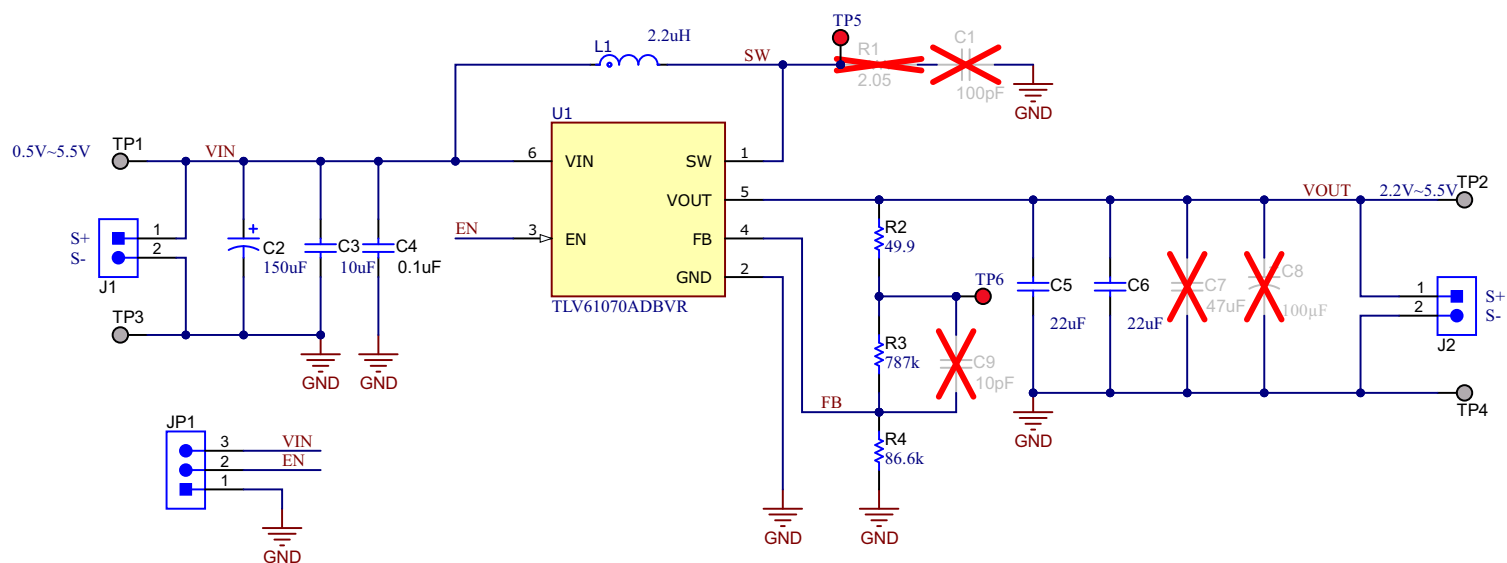 TP5
L1
2.2uH
SW
R1
2.05
C1
100pF
GND
U1
TP1
0.5V~5.5V
VIN
6
VIN
SW
1
VOUT
5
VOUT
2.2V~5.5V
TP2
EN
3
EN
FB
4
GND
2
TLV61070ADBVR
S+
S-
1
2
J1
C2
150uF
C3
10uF
C4
0.1uF
R2
49.9
TP6
R3
787k
C9
10pF
FB
R4
86.6k
C5
22uF
C6
22uF
C7
47uF
C8
100µF
1
2
S+
S-
J2
TP3
GND
GND
GND
TP4
JP1
3
VIN
2
EN
1
GND
GND
GND